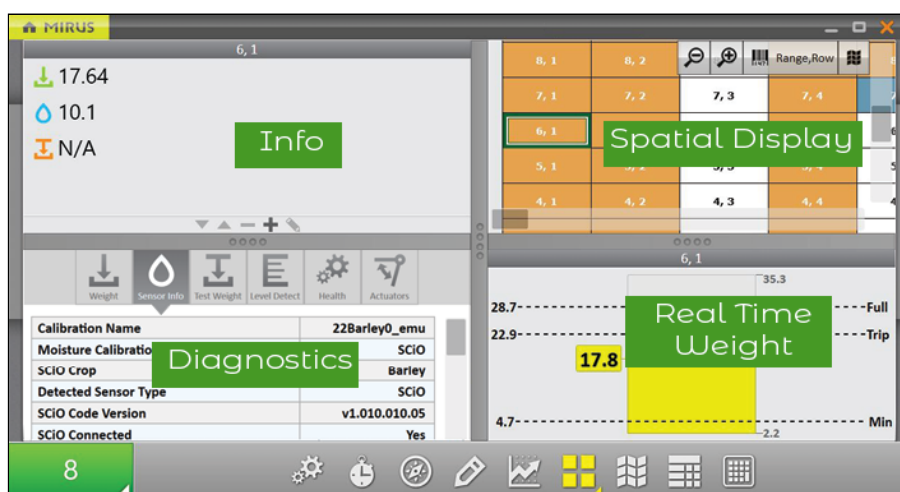 MIRUS
6, 1
17.64
10.1
N/A
Info
Weight
Sensor Info
Test Weight
Level Detect
Health
Actuators
Calibration Name 22Barley0_emu
Moisture Calibratio SCiO
SCiO Crop Barley
Detected Sensor Type SCiO
SCiO Code Version v1.010.010.05
SCiO Connected Yes
Diagnostics
Range,Row
8, 1 8, 2
7, 1 7, 2 7, 3 7, 4
6, 1
5, 1
4, 1 4, 2 4, 3 4, 4
Spatial Display
6, 1
35.3
28.7 Full
22.9 Trip
17.8
4.7 Min
2.2
Real Time
Weight
8